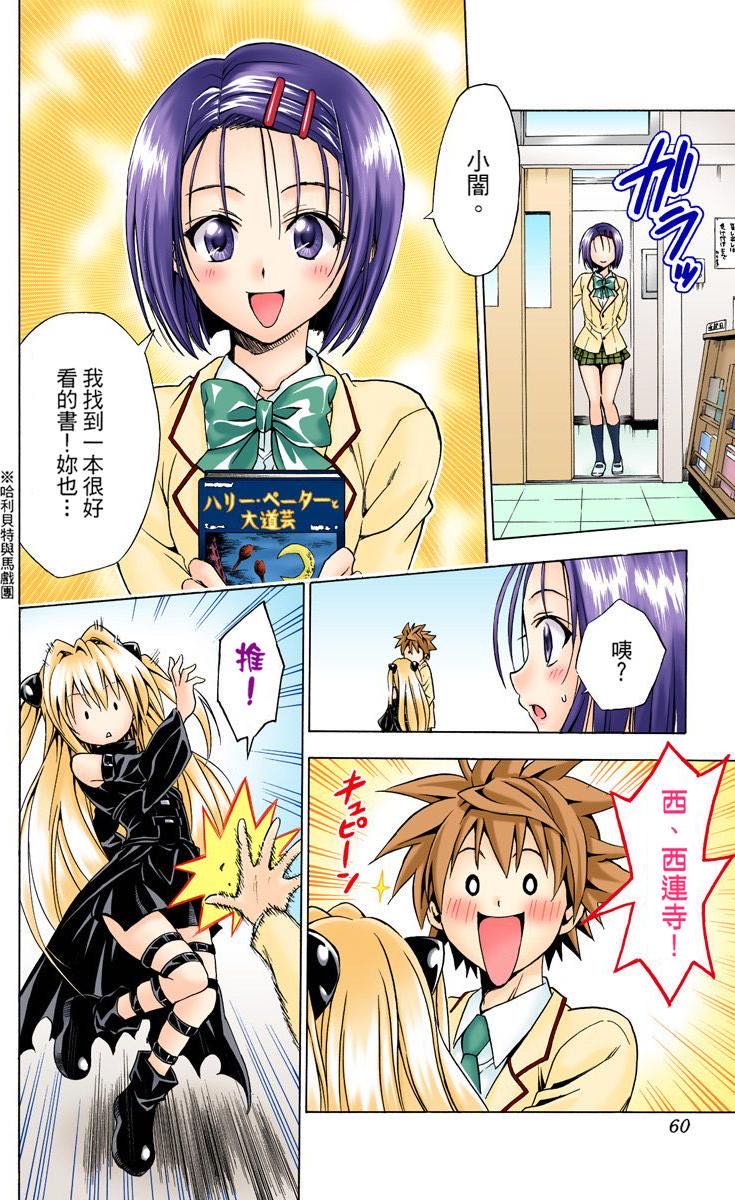 ガラッ
小闇。
我找到一本很好
看的書！妳也…
ハリー・ペーターと
大道芸
※哈利貝特與馬戲團
咦？
西、西連寺！
キュピーン
推！
60